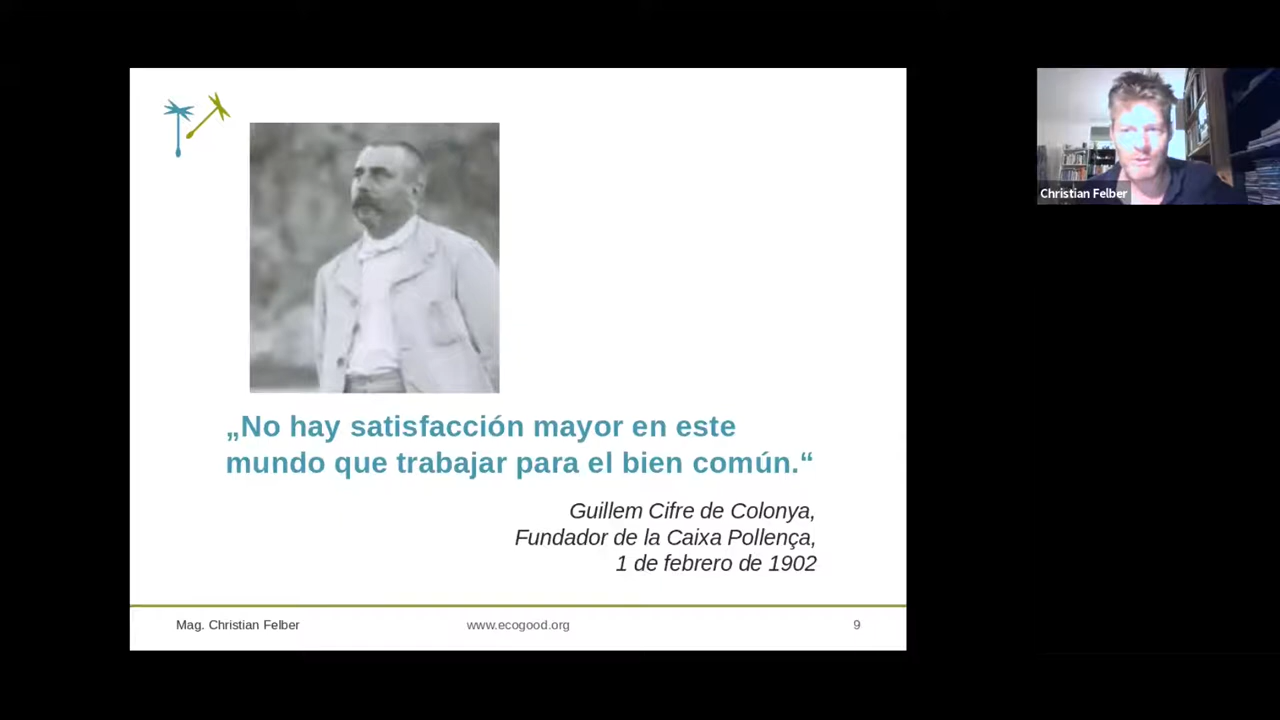 „No hay satisfacción mayor en este
mundo que trabajar para el bien común.“
Guillem Cifre de Colonya,
Fundador de la Caixa Pollença,
1 de febrero de 1902
Mag. Christian Felber
www.ecogood.org
9
Christian Felber